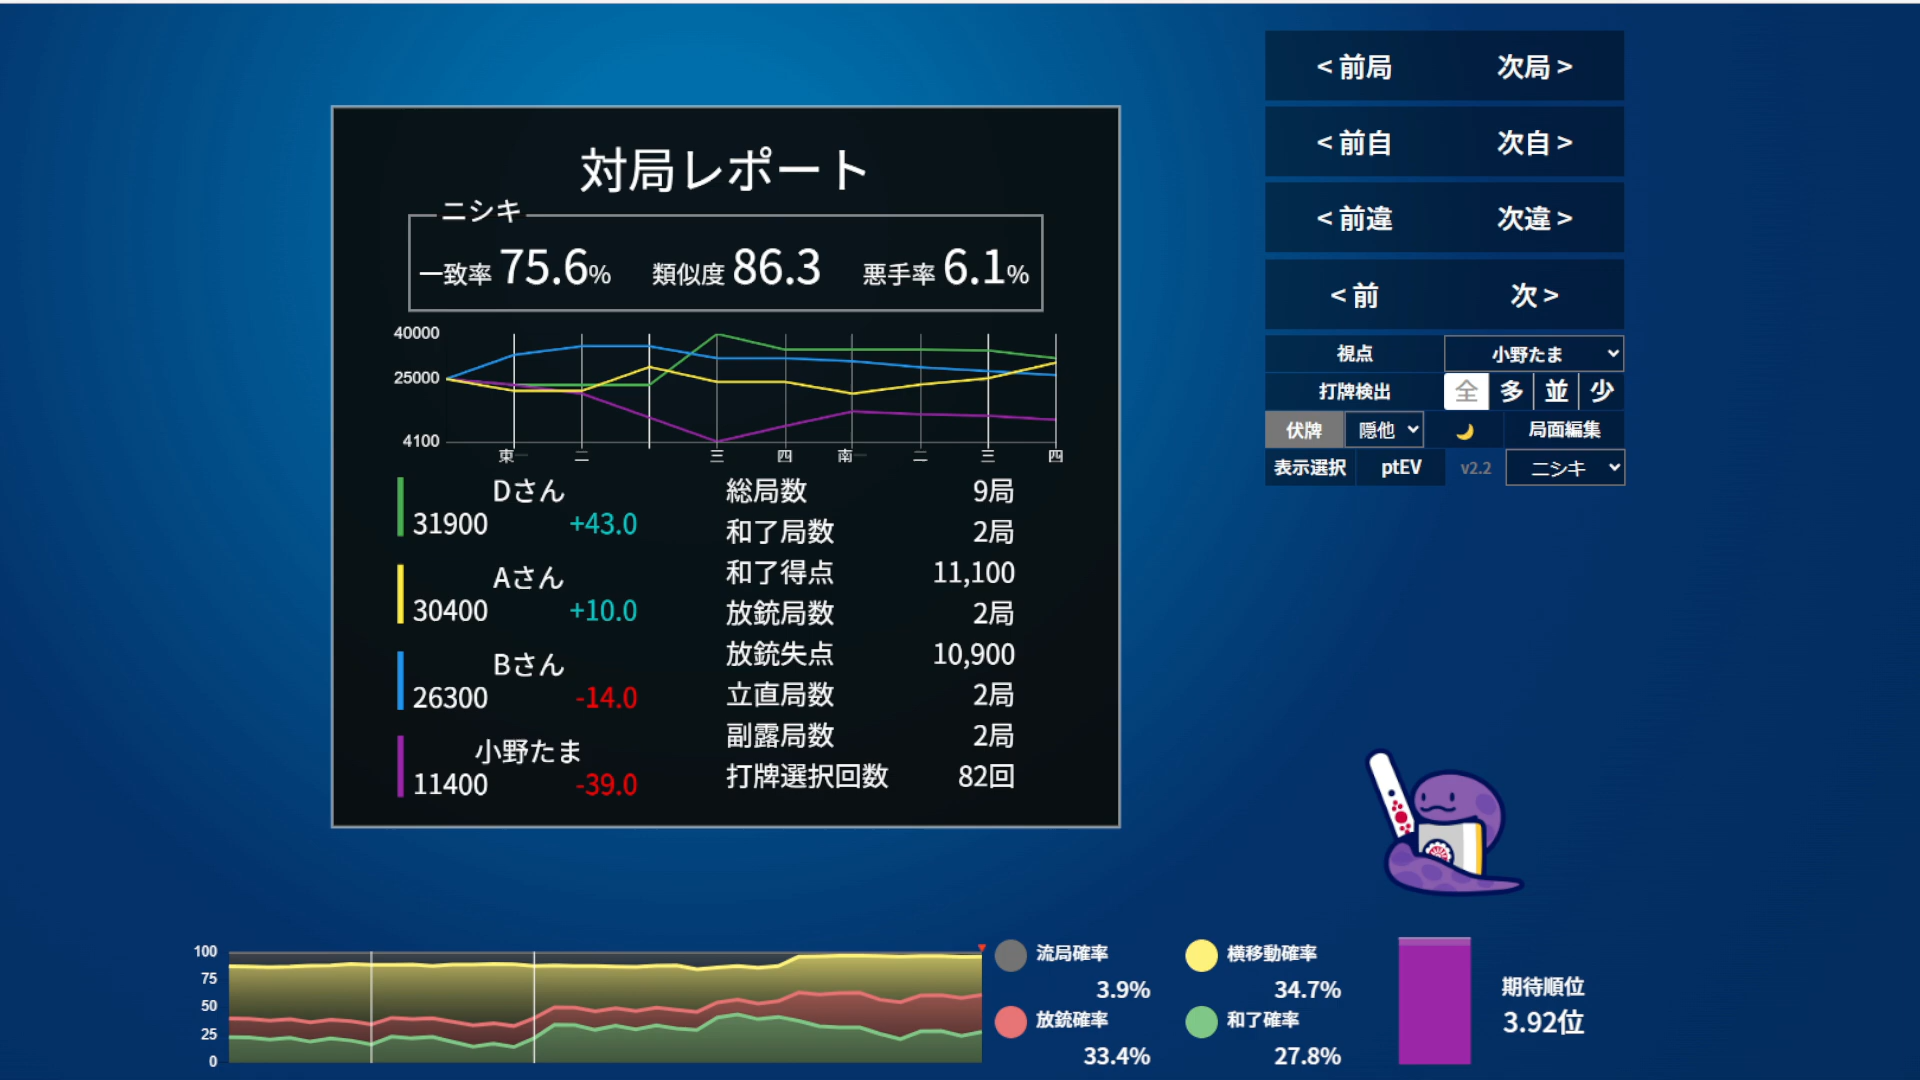 対局レポート
ニシキ
一致率 75.6% 類似度 86.3 悪手率 6.1%
40000
25000
4100
東一 二 三 四 南一 二 三 四
Dさん
31900 +43.0
Aさん
30400 +10.0
Bさん
26300 -14.0
小野たま
11400 -39.0
総局数 9局
和了局数 2局
和了得点 11,100
放銃局数 2局
放銃失点 10,900
立直局数 2局
副露局数 2局
打牌選択回数 82回
< 前局 次局 >
< 前自 次自 >
< 前違 次違 >
< 前 次 >
視点 小野たま
打牌検出 全 多 並 少
伏牌 隠他 局面編集
表示選択 ptEV v2.2 ニシキ
100
75
50
25
0
流局確率
3.9%
横移動確率
34.7%
放銃確率
33.4%
和了確率
27.8%
期待順位
3.92位